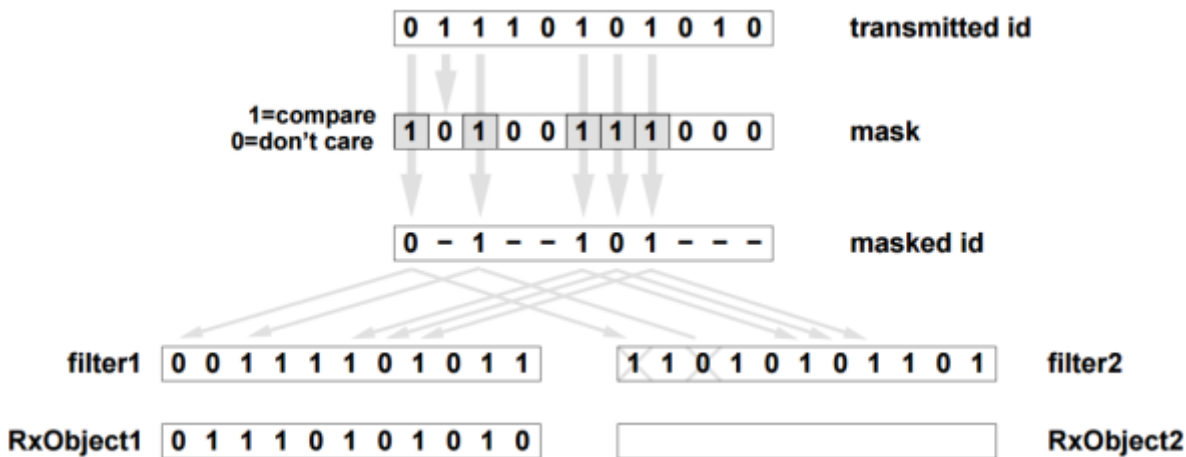 0 1 1 1 0 1 0 1 0 1 0 transmitted id
1=compare
0=don't care
1 0 1 0 0 1 1 1 0 0 0 mask
0 – 1 – – 1 0 1 – – – masked id
filter1 0 0 1 1 1 1 0 1 0 1 1 1 1 0 1 0 1 0 1 1 0 1 filter2
RxObject1 0 1 1 1 0 1 0 1 0 1 0 RxObject2